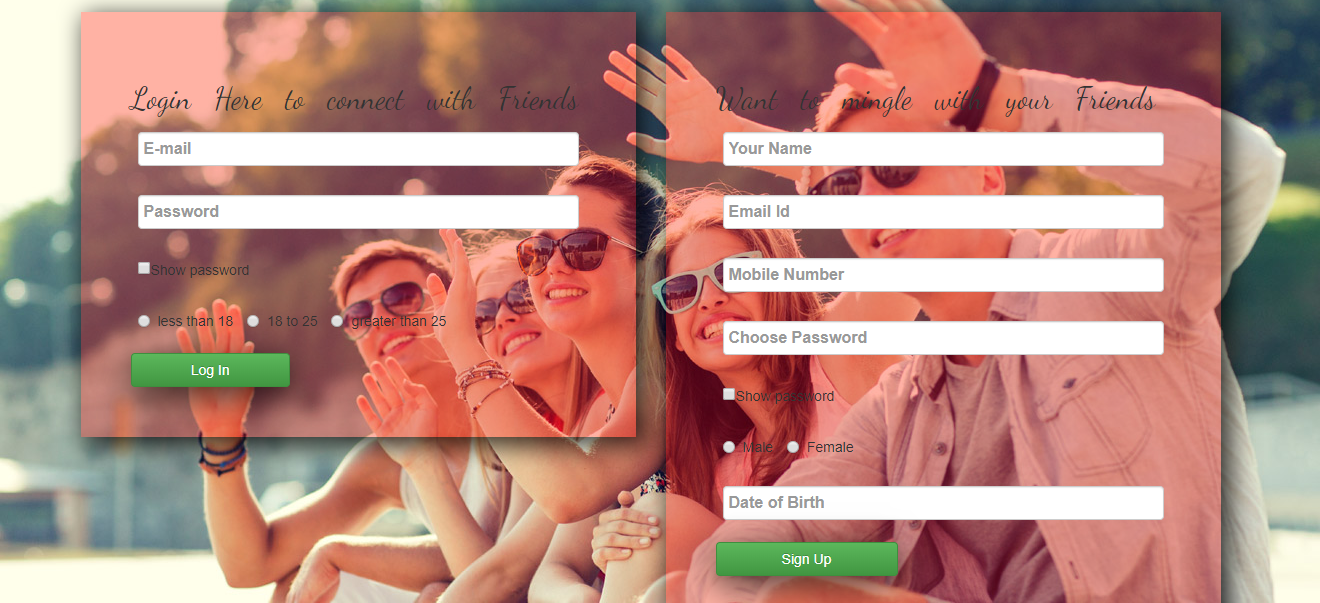 Login Here to connect with Friends
E-mail
Password
Show password
less than 18 18 to 25 greater than 25
Log In
Want to mingle with your Friends
Your Name
Email Id
Mobile Number
Choose Password
Show password
Male Female
Date of Birth
Sign Up